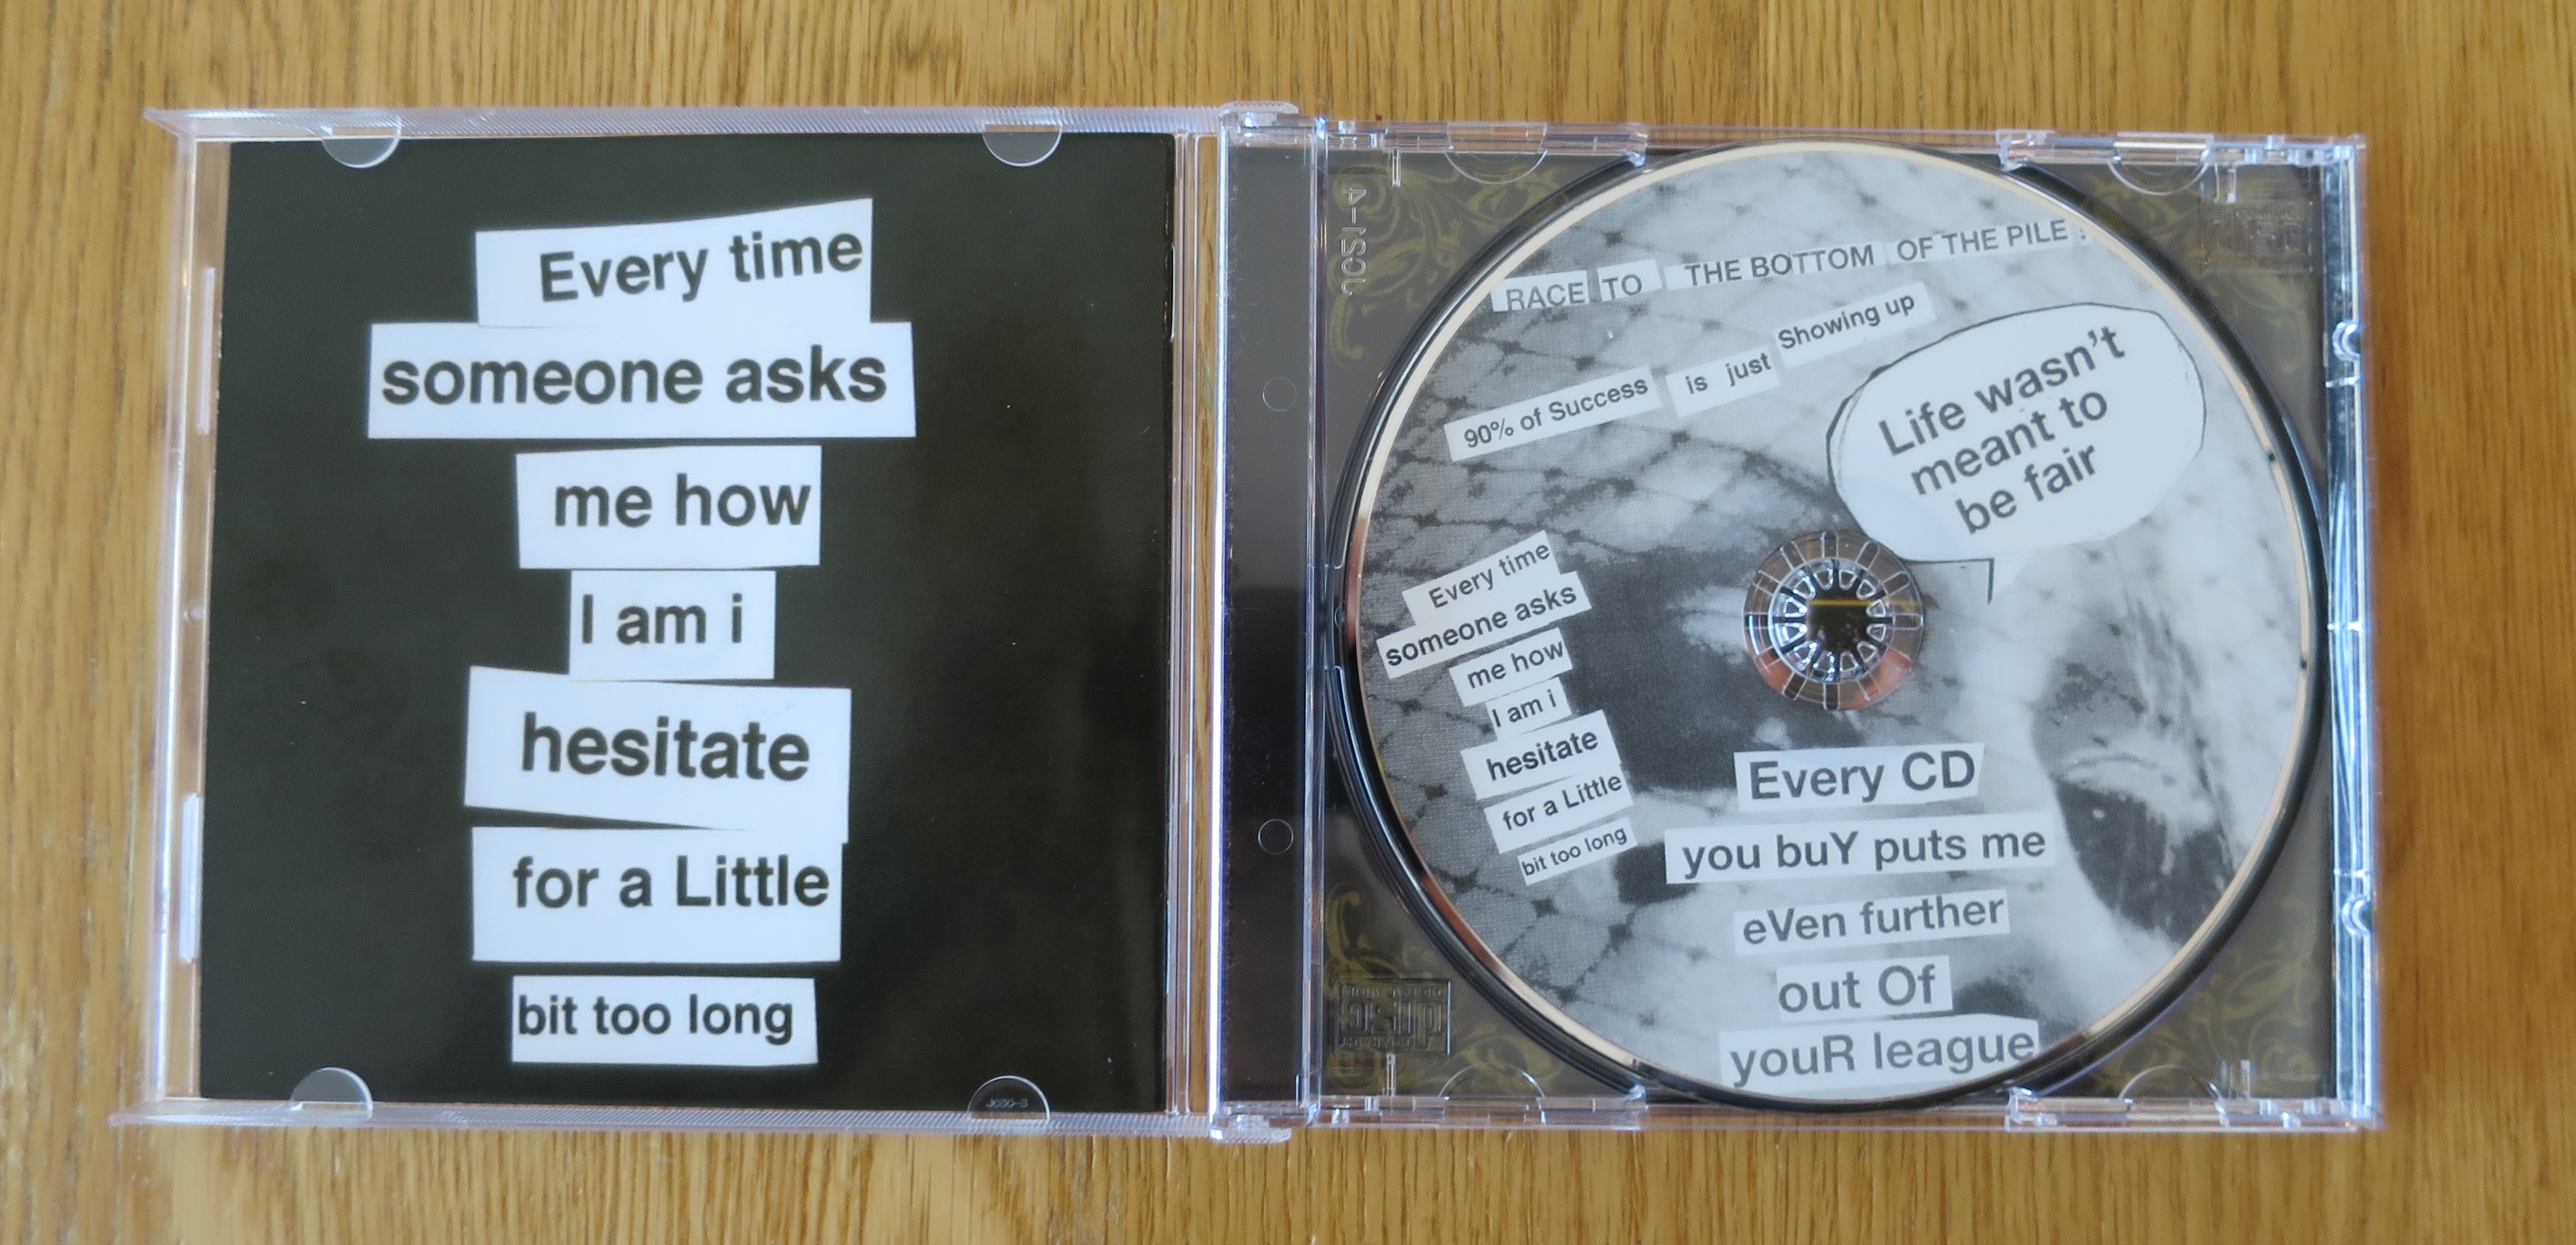 Every time
someone asks
me how
I am i
hesitate
for a Little
bit too long
RACE TO THE BOTTOM OF THE PILE
90% of Success is just Showing up
Life wasn't
meant to
be fair
Every time
someone asks
me how
I am i
hesitate
for a Little
bit too long
Every CD
you buY puts me
eVen further
out Of
youR league